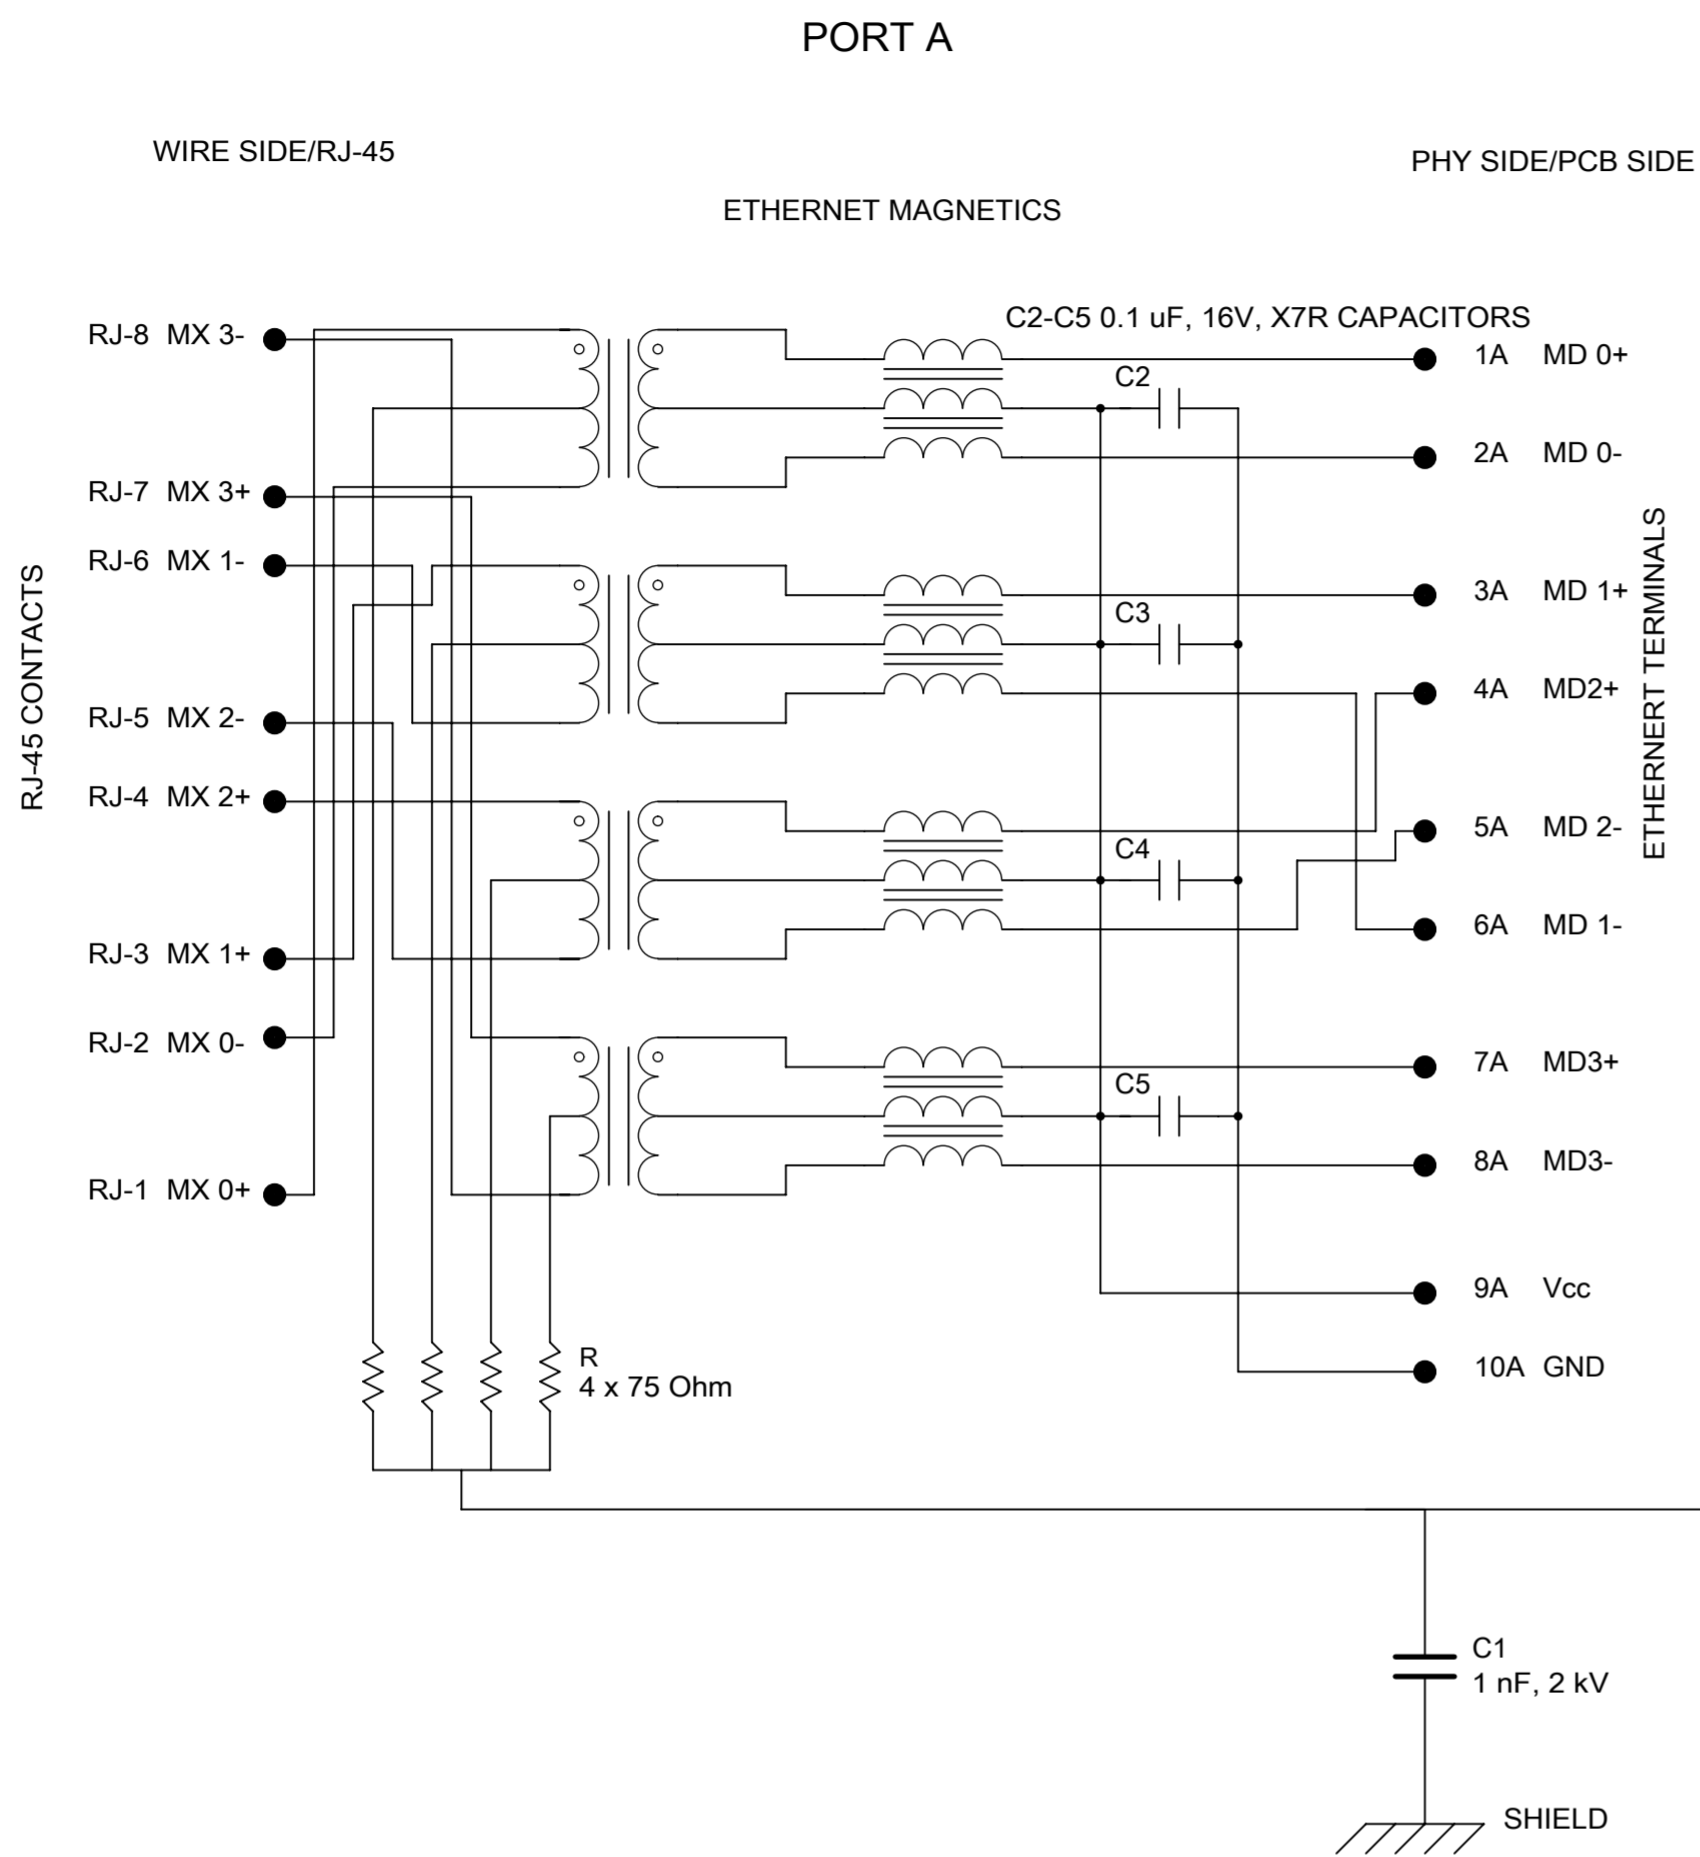 PORT A
WIRE SIDE/RJ-45
PHY SIDE/PCB SIDE
ETHERNET MAGNETICS
C2-C5 0.1 uF, 16V, X7R CAPACITORS
RJ-45 CONTACTS
RJ-8 MX 3-
RJ-7 MX 3+
RJ-6 MX 1-
RJ-5 MX 2-
RJ-4 MX 2+
RJ-3 MX 1+
RJ-2 MX 0-
RJ-1 MX 0+
C2
C3
C4
C5
1A MD 0+
2A MD 0-
3A MD 1+
4A MD2+
5A MD 2-
6A MD 1-
7A MD3+
8A MD3-
9A Vcc
10A GND
ETHERNERT TERMINALS
R
4 x 75 Ohm
C1
1 nF, 2 kV
SHIELD